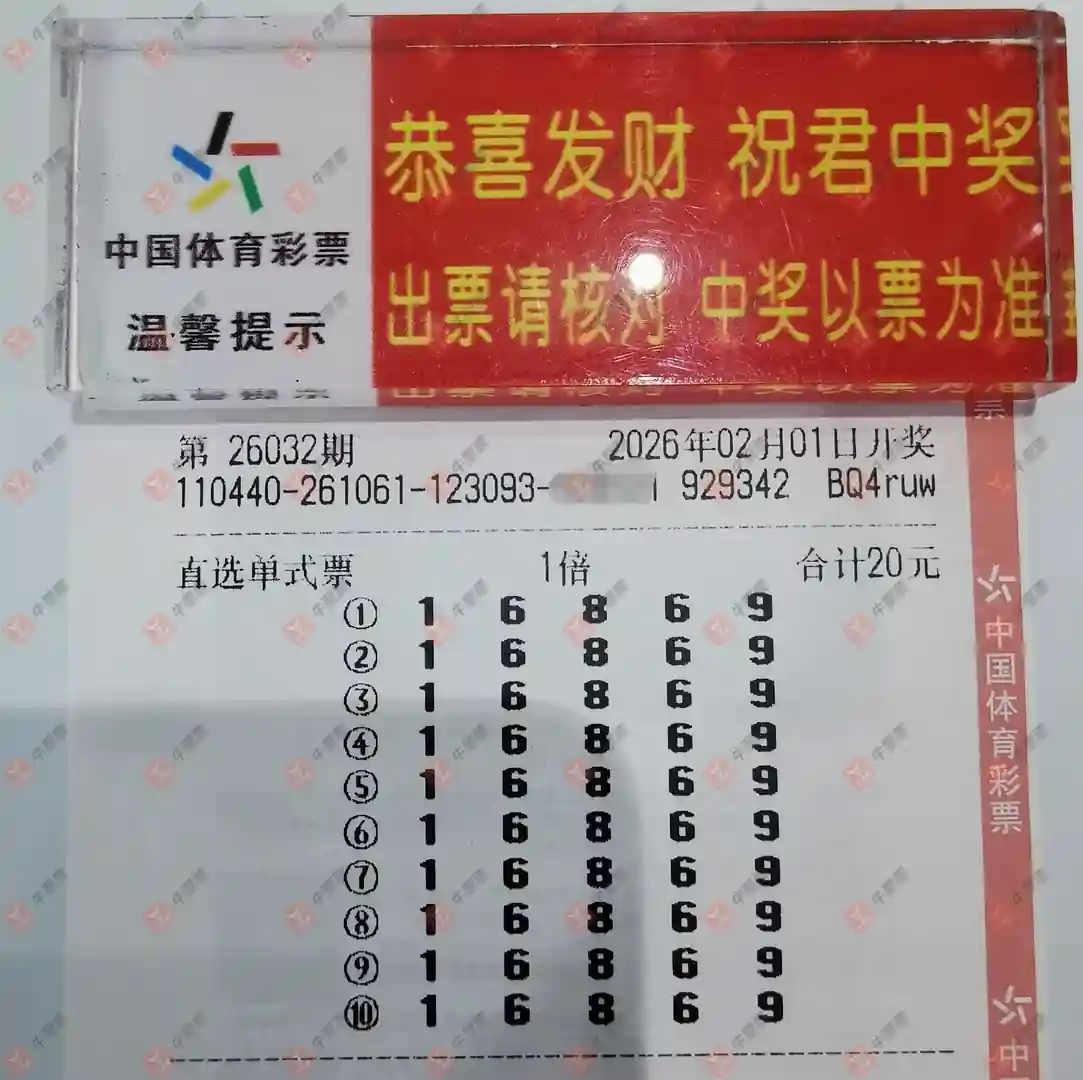 恭喜发财 祝君中奖
中国体育彩票
出票请核对 中奖以票为准
温馨提示
票
第 26032期 2026年02月01日开奖
110440-261061-123093- 929342 BQ4ruw
直选单式票 1倍 合计20元
① 1 6 8 6 9
② 1 6 8 6 9
③ 1 6 8 6 9
④ 1 6 8 6 9
⑤ 1 6 8 6 9
⑥ 1 6 8 6 9
⑦ 1 6 8 6 9
⑧ 1 6 8 6 9
⑨ 1 6 8 6 9
⑩ 1 6 8 6 9
中国体育彩票
中